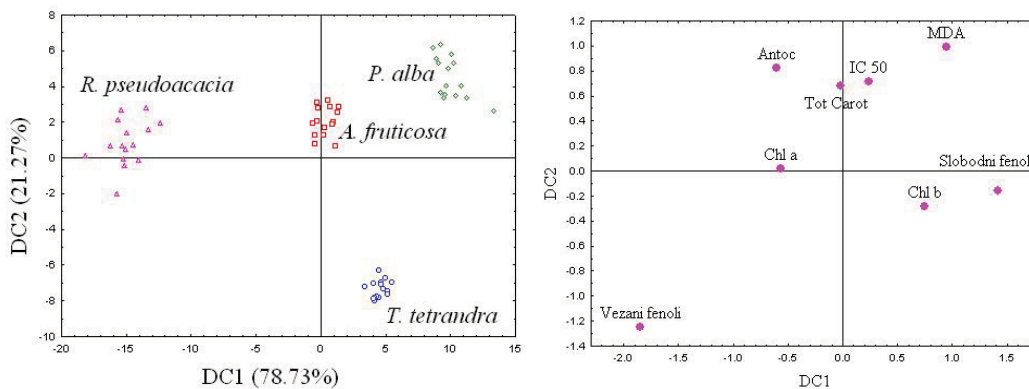 8
6
4
2
0
-2
-4
-6
-8
-10
DC2 (21.27%)
R. pseudoacacia
P. alba
A. fruticosa
T. tetrandra
-20 -15 -10 -5 0 5 10 15
DC1 (78.73%)
1.2
1.0
0.8
0.6
0.4
0.2
0.0
-0.2
-0.4
-0.6
-0.8
-1.0
-1.2
-1.4
DC2
MDA
Antoc
IC 50
Tot Carot
Chl a
Slobodni fenol
Chl b
Vezani fenoli
-2.0 -1.5 -1.0 -0.5 0.0 0.5 1.0 1.5
DC1